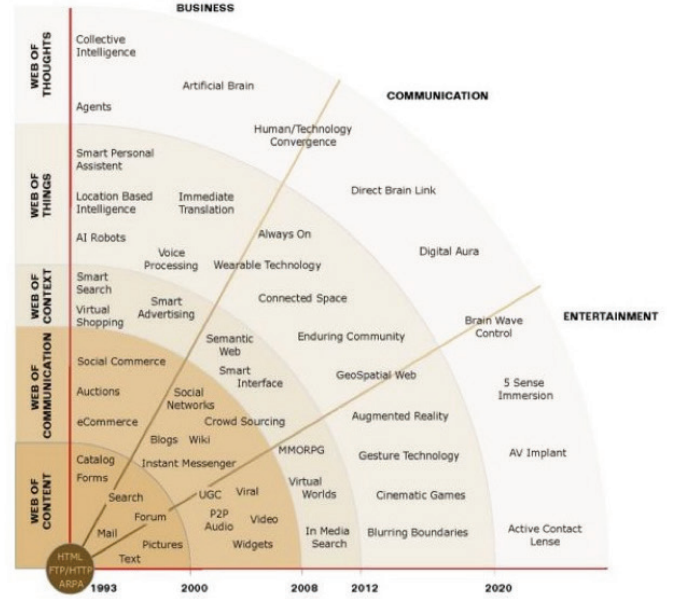 BUSINESS
COMMUNICATION
ENTERTAINMENT
WEB OF
THOUGHTS
Collective
Intelligence
Artificial Brain
Agents
Human/Technology
Convergence
Direct Brain Link
Digital Aura
Brain Wave
Control
5 Sense
Immersion
AV Implant
Active Contact
Lense
WEB OF
THINGS
Smart Personal
Assistent
Location Based
Intelligence
Immediate
Translation
AI Robots
Voice
Processing
Always On
Wearable Technology
Connected Space
Enduring Community
GeoSpatial Web
Augmented Reality
Gesture Technology
Cinematic Games
Blurring Boundaries
WEB OF
CONTEXT
Smart
Search
Virtual
Shopping
Smart
Advertising
Semantic
Web
Smart
Interface
MMORPG
Virtual
Worlds
In Media
Search
WEB OF
COMMUNICATION
Social Commerce
Auctions
eCommerce
Social
Networks
Crowd Sourcing
Blogs
Wiki
Instant Messenger
UGC
Viral
P2P
Audio
Video
Widgets
WEB OF
CONTENT
Catalog
Forms
Search
Forum
Mail
Pictures
Text
HTML
FTP/HTTP
ARPA
1993
2000
2008
2012
2020